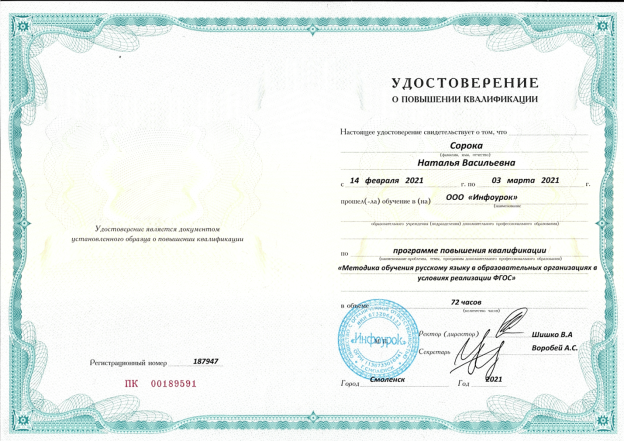 УДОСТОВЕРЕНИЕ
О ПОВЫШЕНИИ КВАЛИФИКАЦИИ
Настоящее удостоверение свидетельствует о том, что
Сорока
(фамилия, имя, отчество)
Наталья Васильевна
с 14 февраля 2021 г. по 03 марта 2021 г.
прошел(-ла) обучение в (на) ООО «Инфоурок»
(наименование)
образовательного учреждения (подразделения) дополнительного профессионального образования)
по программе повышения квалификации
(наименование проблемы, темы, программы дополнительного профессионального образования)
«Методика обучения русскому языку в образовательных организациях в
условиях реализации ФГОС»
в объеме 72 часов
(количество часов)
Ректор (директор) Шишко В.А
Секретарь Воробей А.С.
Город Смоленск Год 2021
«Инфоурок»
Удостоверение является документом
установленного образца о повышении квалификации
Регистрационный номер 187947
ПК 00189591